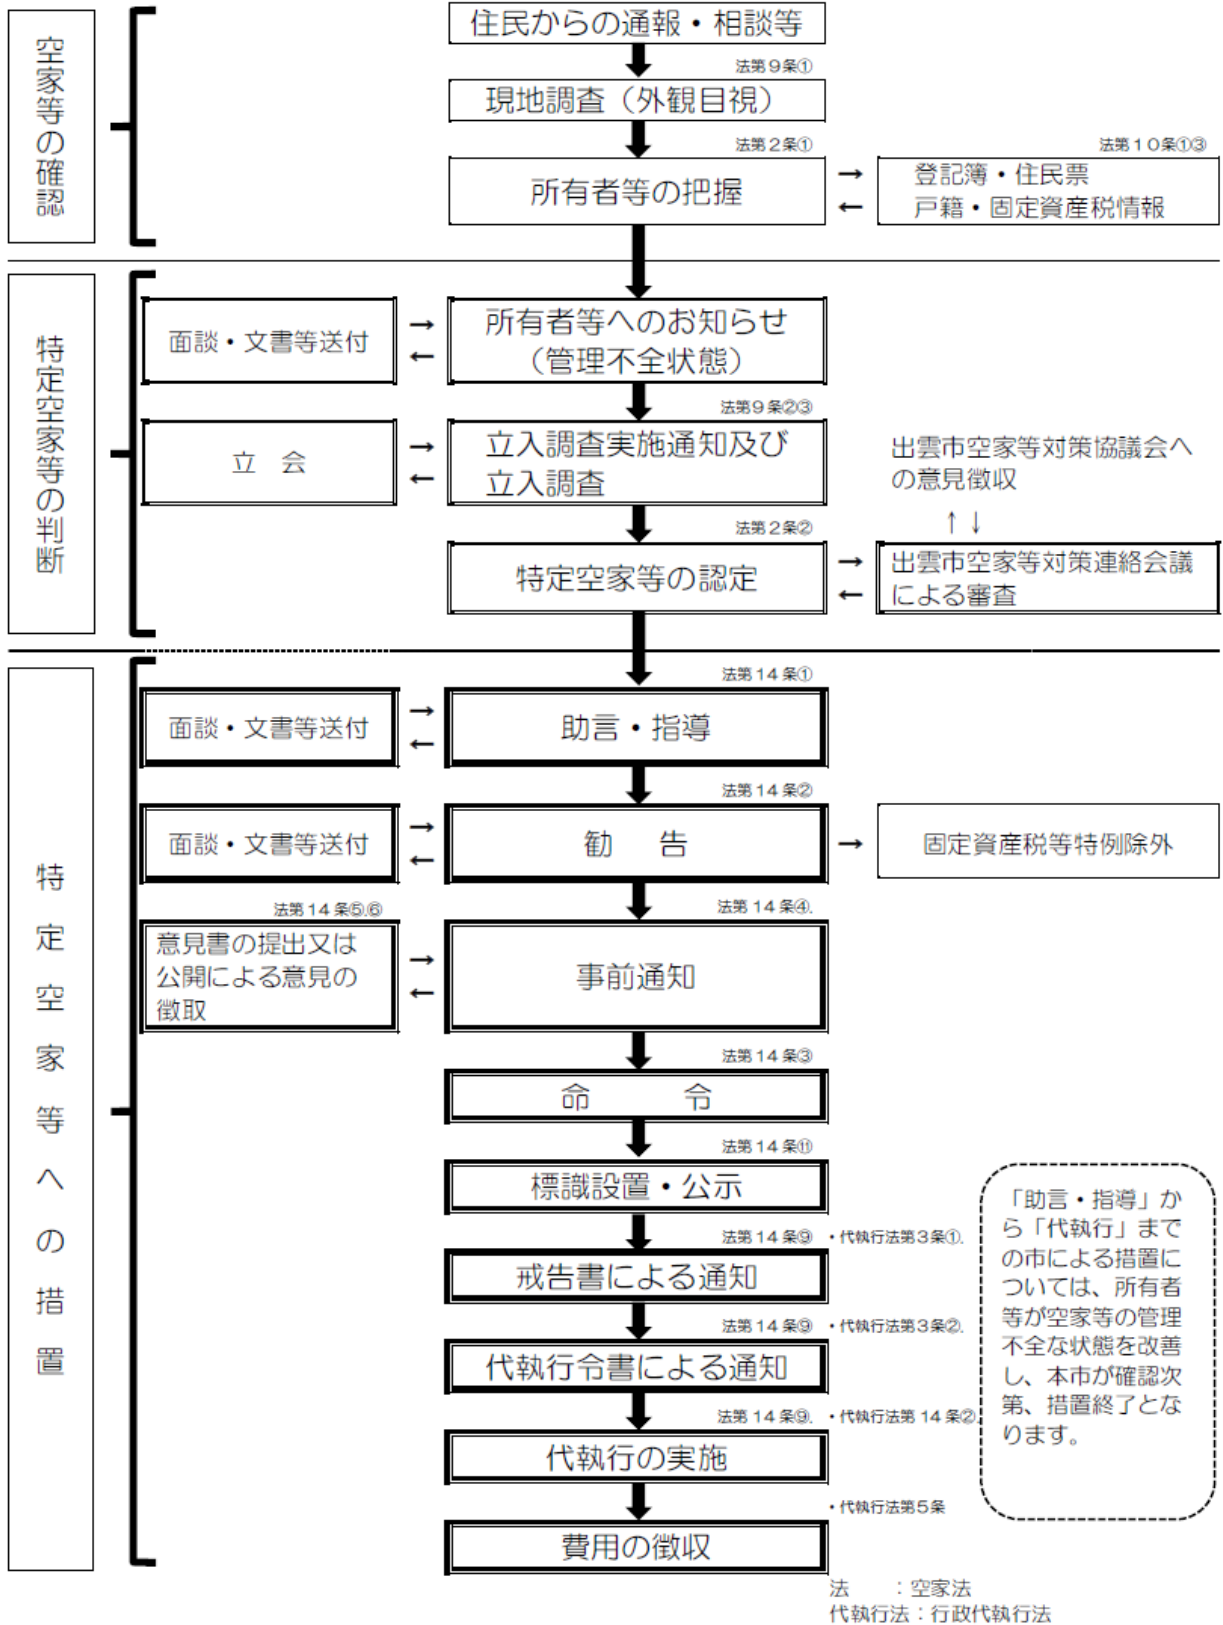 空家等の確認
住民からの通報・相談等
法第9条①
現地調査（外観目視）
法第2条①
所有者等の把握
→
←
法第10条①③
登記簿・住民票
戸籍・固定資産税情報
特定空家等の判断
面談・文書等送付
→
←
所有者等へのお知らせ
（管理不全状態）
法第9条②③
立　会
→
←
立入調査実施通知及び
立入調査
出雲市空家等対策協議会へ
の意見徴収
↑↓
法第2条②
特定空家等の認定
→
←
出雲市空家等対策連絡会議
による審査
特定空家等への措置
法第14条①
面談・文書等送付
→
←
助言・指導
法第14条②
面談・文書等送付
→
←
勧　告
→
固定資産税等特例除外
法第14条⑤.⑥
意見書の提出又は
公開による意見の
徴取
→
←
法第14条④.
事前通知
法第14条③
命　令
法第14条⑪
標識設置・公示
法第14条⑨　・代執行法第3条①.
戒告書による通知
法第14条⑨　・代執行法第3条②.
代執行令書による通知
法第14条⑨.　・代執行法第14条②.
代執行の実施
・代執行法第5条
費用の徴収
「助言・指導」か
ら「代執行」まで
の市による措置に
ついては、所有者
等が空家等の管理
不全な状態を改善
し、本市が確認次
第、措置終了とな
ります。
法　　：空家法
代執行法：行政代執行法